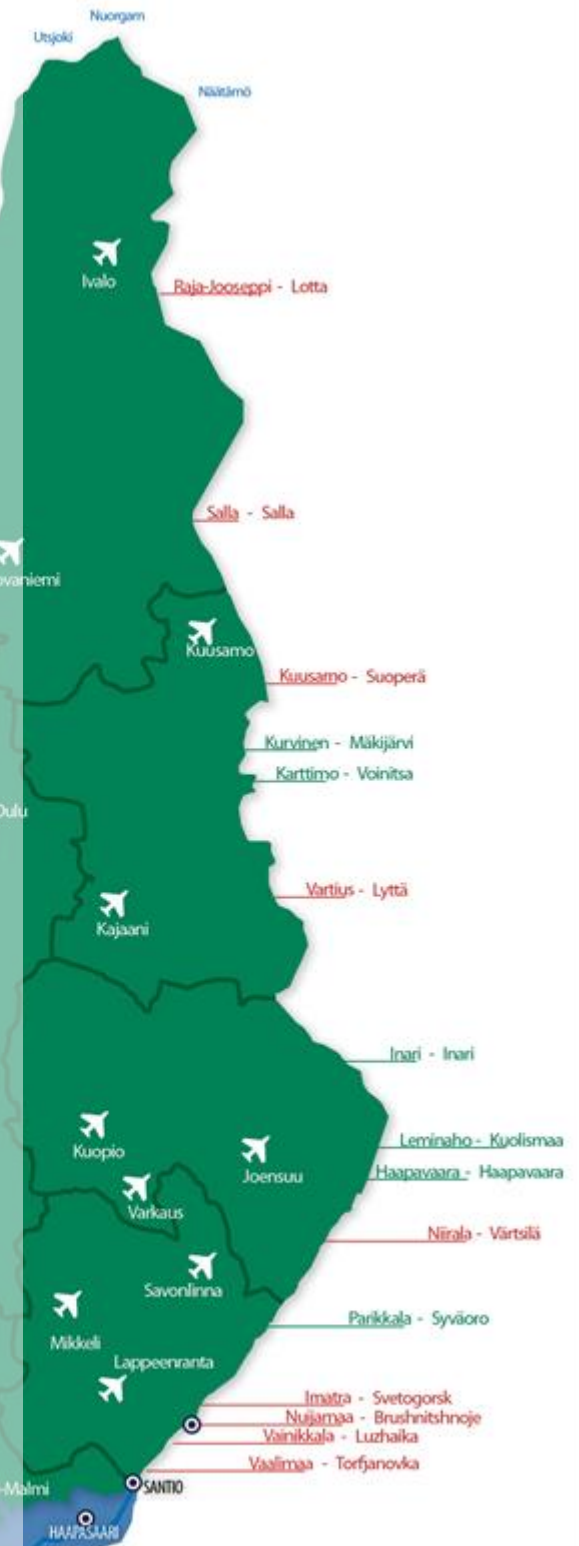 Nuorgam
Utsjoki
Näätämö
Ivalo
Raja-Jooseppi - Lotta
Salla - Salla
ovaniemi
Kuusamo
Kuusamo - Suoperä
Kurvinen - Mäkijärvi
Karttimo - Voinitsa
Oulu
Vartius - Lyttä
Kajaani
Inari - Inari
Kuopio
Joensuu
Leminaho - Kuolismaa
Haapavaara - Haapavaara
Varkaus
Niirala - Värtsilä
Savonlinna
Parikkala - Syväoro
Mikkeli
Lappeenranta
Imatra - Svetogorsk
Nuijamaa - Brushnitshnoje
Vainikkala - Luzhaika
Vaalimaa - Torfjanovka
-Malmi
SANTIO
HAAPASAARI